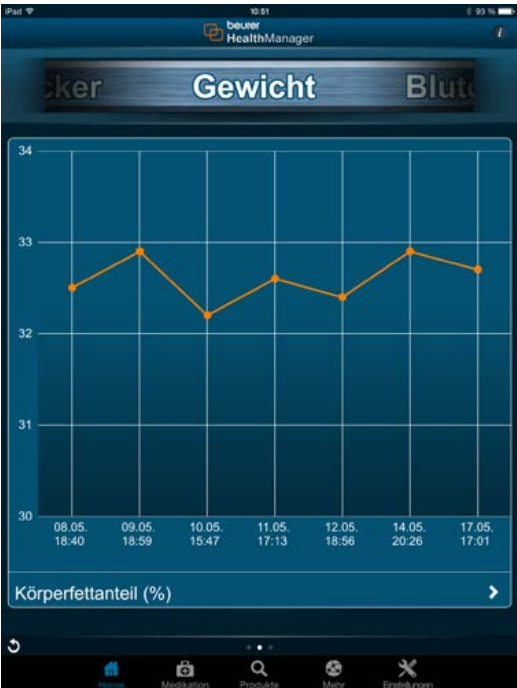 iPad 10:51 93 %
beurer
HealthManager
i
cker Gewicht Blut
34
33
32
31
30
08.05. 09.05. 10.05. 11.05. 12.05. 14.05. 17.05.
18:40 18:59 15:47 17:13 18:56 20:26 17:01
Körperfettanteil (%)
Home Medikation Produkte Mehr Einstellungen